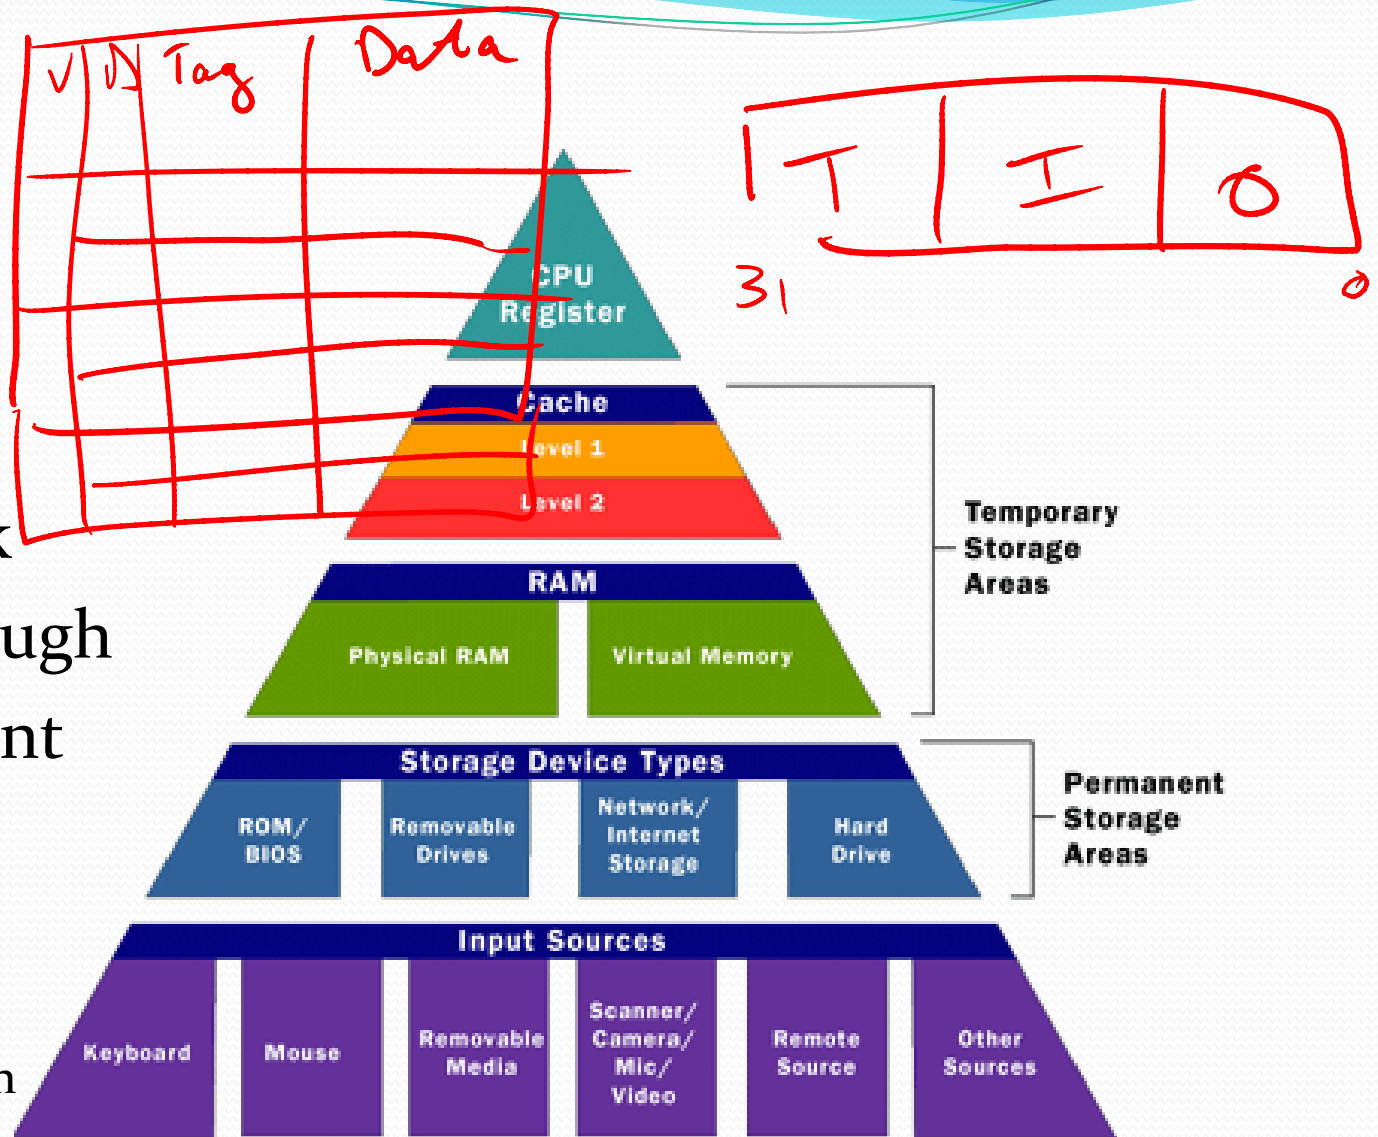 V D Tag Data
T I O
31 0
CPU
Register
Cache
Level 1
Level 2
Temporary
Storage
Areas
RAM
Physical RAM Virtual Memory
ugh
nt
Storage Device Types
ROM/
BIOS
Removable
Drives
Network/
Internet
Storage
Hard
Drive
Permanent
Storage
Areas
Input Sources
Keyboard
Mouse
Removable
Media
Scanner/
Camera/
Mic/
Video
Remote
Source
Other
Sources